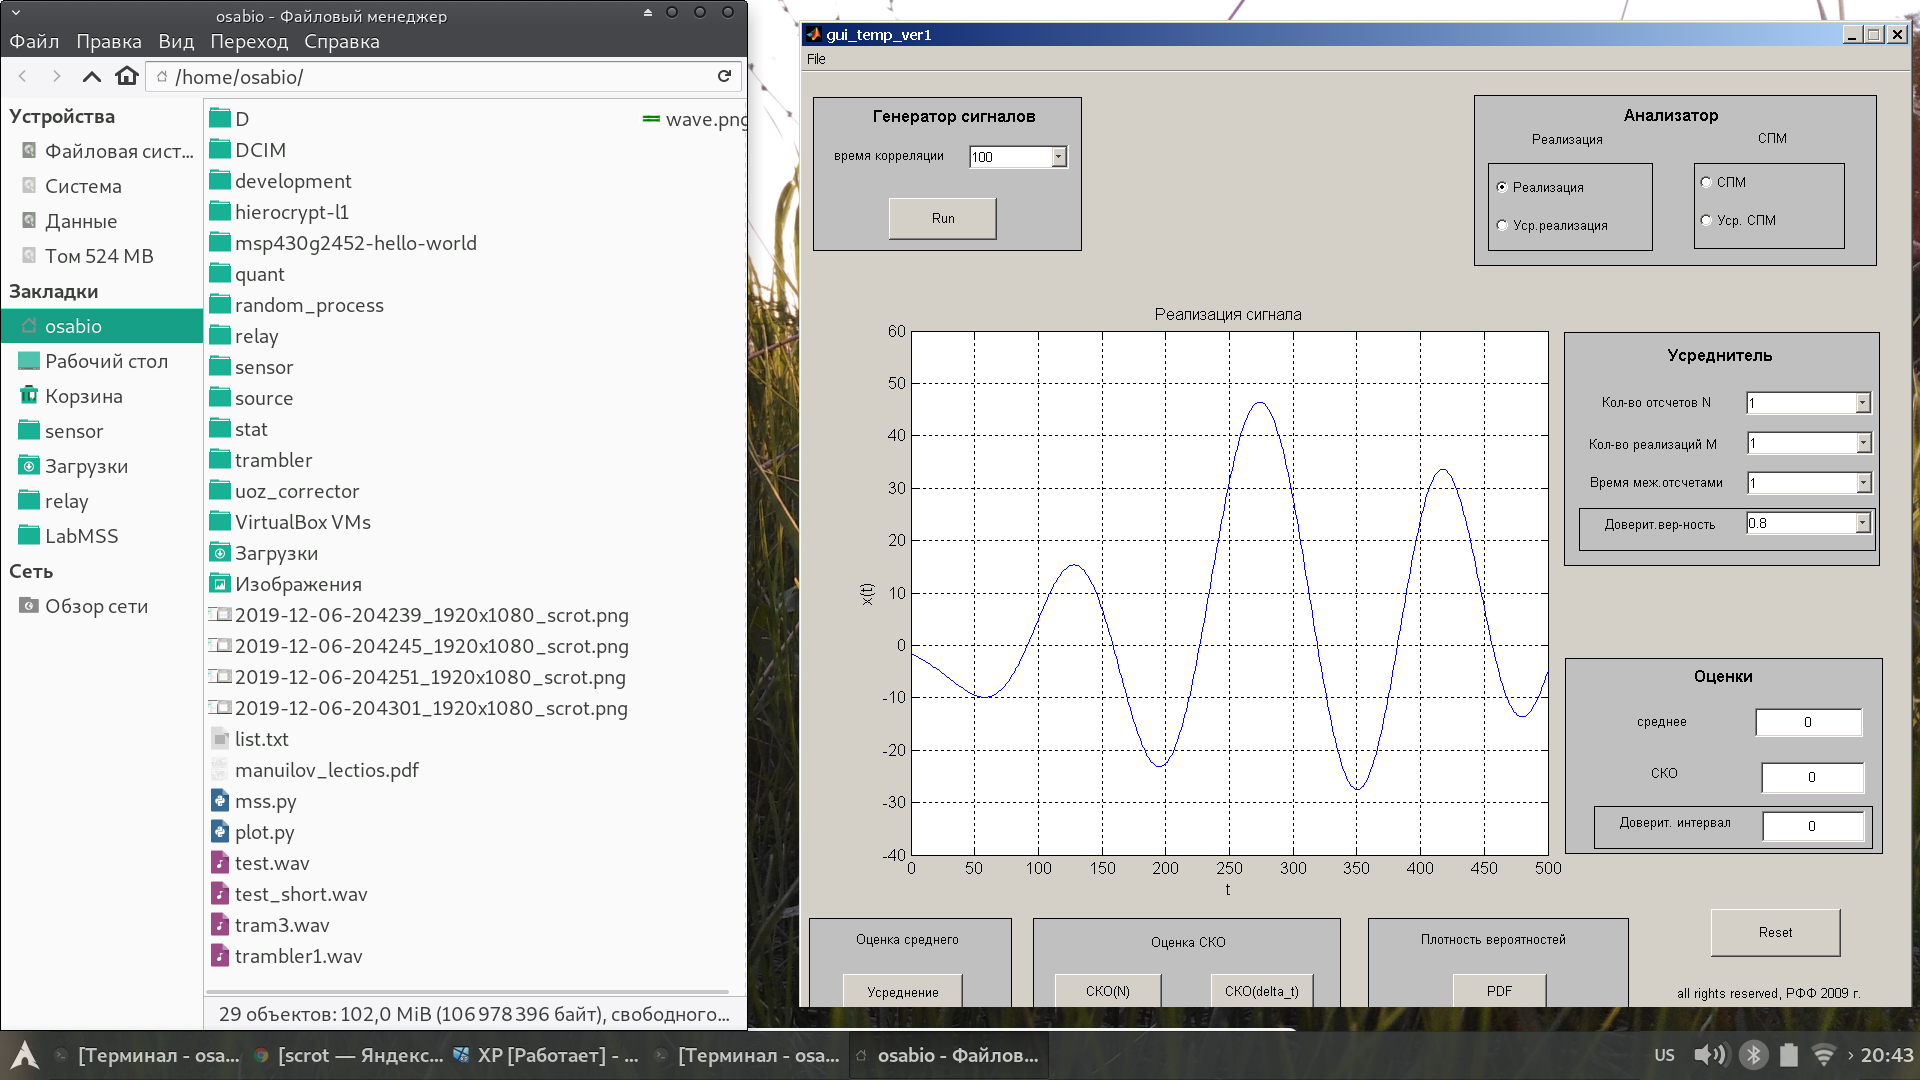 osabio - Файловый менеджер
Файл Правка Вид Переход Справка
/home/osabio/
Устройства
Файловая сист...
Система
Данные
Том 524 MB
Закладки
osabio
Рабочий стол
Корзина
sensor
Загрузки
relay
LabMSS
Сеть
Обзор сети
D
DCIM
development
hierocrypt-l1
msp430g2452-hello-world
quant
random_process
relay
sensor
source
stat
trambler
uoz_corrector
VirtualBox VMs
Загрузки
Изображения
2019-12-06-204239_1920x1080_scrot.png
2019-12-06-204245_1920x1080_scrot.png
2019-12-06-204251_1920x1080_scrot.png
2019-12-06-204301_1920x1080_scrot.png
list.txt
manuilov_lectios.pdf
mss.py
plot.py
test.wav
test_short.wav
tram3.wav
trambler1.wav
wave.png
29 объектов: 102,0 MiB (106 978 396 байт), свободного...
gui_temp_ver1
File
Генератор сигналов
время корреляции 100
Run
Анализатор
Реализация СПМ
Реализация
Уср.реализация
СПМ
Уср. СПМ
Реализация сигнала
60
50
40
30
20
10
0
-10
-20
-30
-40
x(t)
0 50 100 150 200 250 300 350 400 450 500
t
Усреднитель
Кол-во отсчетов N 1
Кол-во реализаций M 1
Время меж.отсчетами 1
Доверит.вер-ность 0.8
Оценки
среднее 0
СКО 0
Доверит. интервал 0
Оценка среднего
Усреднение
Оценка СКО
СКО(N) СКО(delta_t)
Плотность вероятностей
PDF
Reset
all rights reserved, РФФ 2009 г.
[Терминал - osa... [scrot — Яндекс... XP [Работает] - ... [Терминал - osa... osabio - Файлов... US 20:43